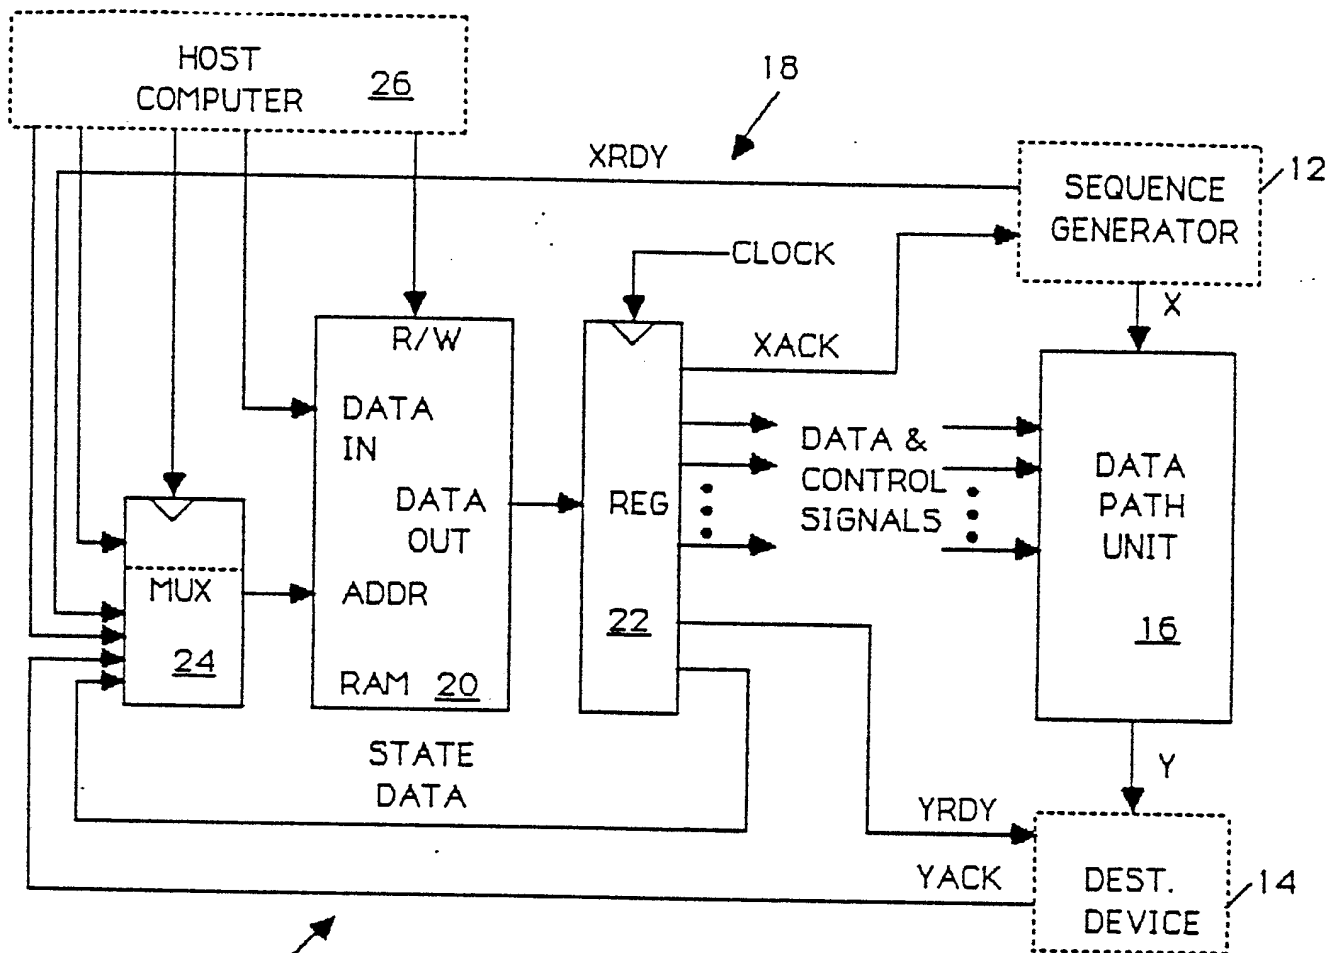 HOST
COMPUTER 26
18
XRDY
SEQUENCE
GENERATOR
12
CLOCK
X
R/W
XACK
DATA
IN
DATA
OUT
ADDR
RAM 20
REG
22
DATA &
CONTROL
SIGNALS
DATA
PATH
UNIT
16
MUX
24
STATE
DATA
Y
YRDY
YACK
DEST.
DEVICE
14